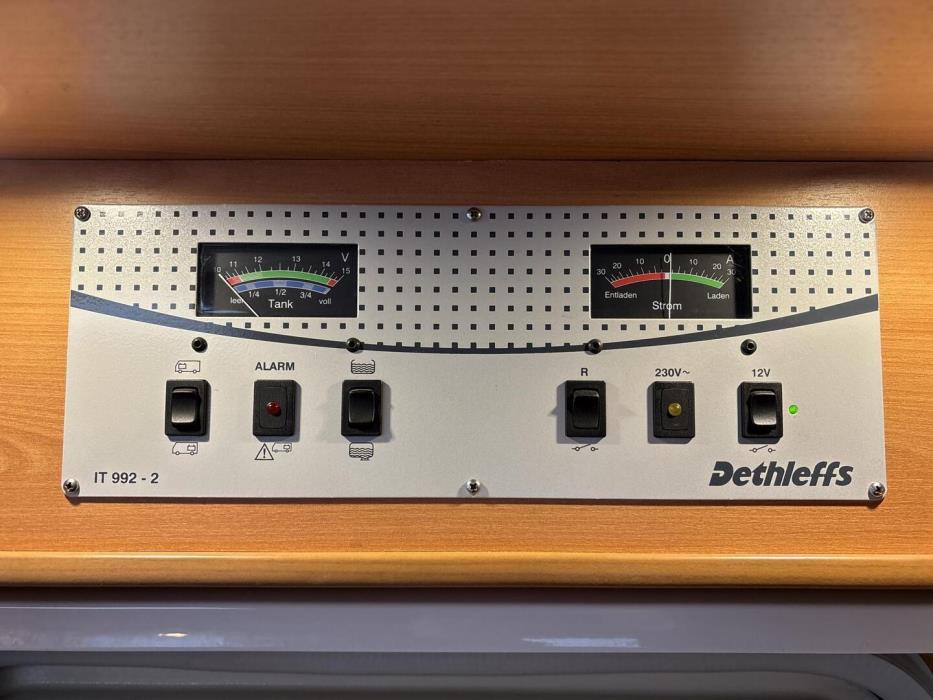 10 11 12 13 14 15 V
leer 1/4 1/2 3/4 voll
Tank
30 20 10 0 10 20 30 A
Entladen Laden
Strom
ALARM
R
230V~
12V
IT 992 - 2
Dethleffs